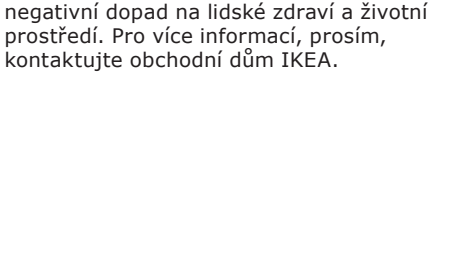 negativní dopad na lidské zdraví a životní
prostředí. Pro více informací, prosím,
kontaktujte obchodní dům IKEA.